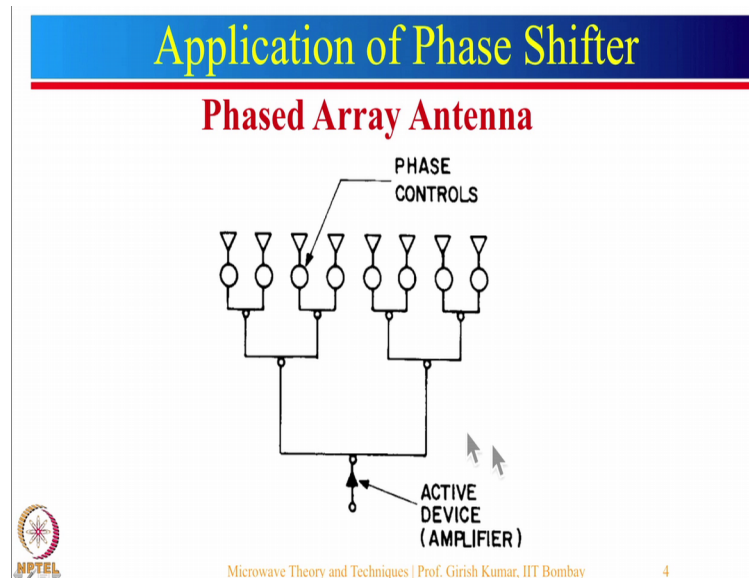 Application of Phase Shifter
Phased Array Antenna
PHASE
CONTROLS
ACTIVE
DEVICE
(AMPLIFIER)
NPTEL
Microwave Theory and Techniques | Prof. Girish Kumar, IIT Bombay
4